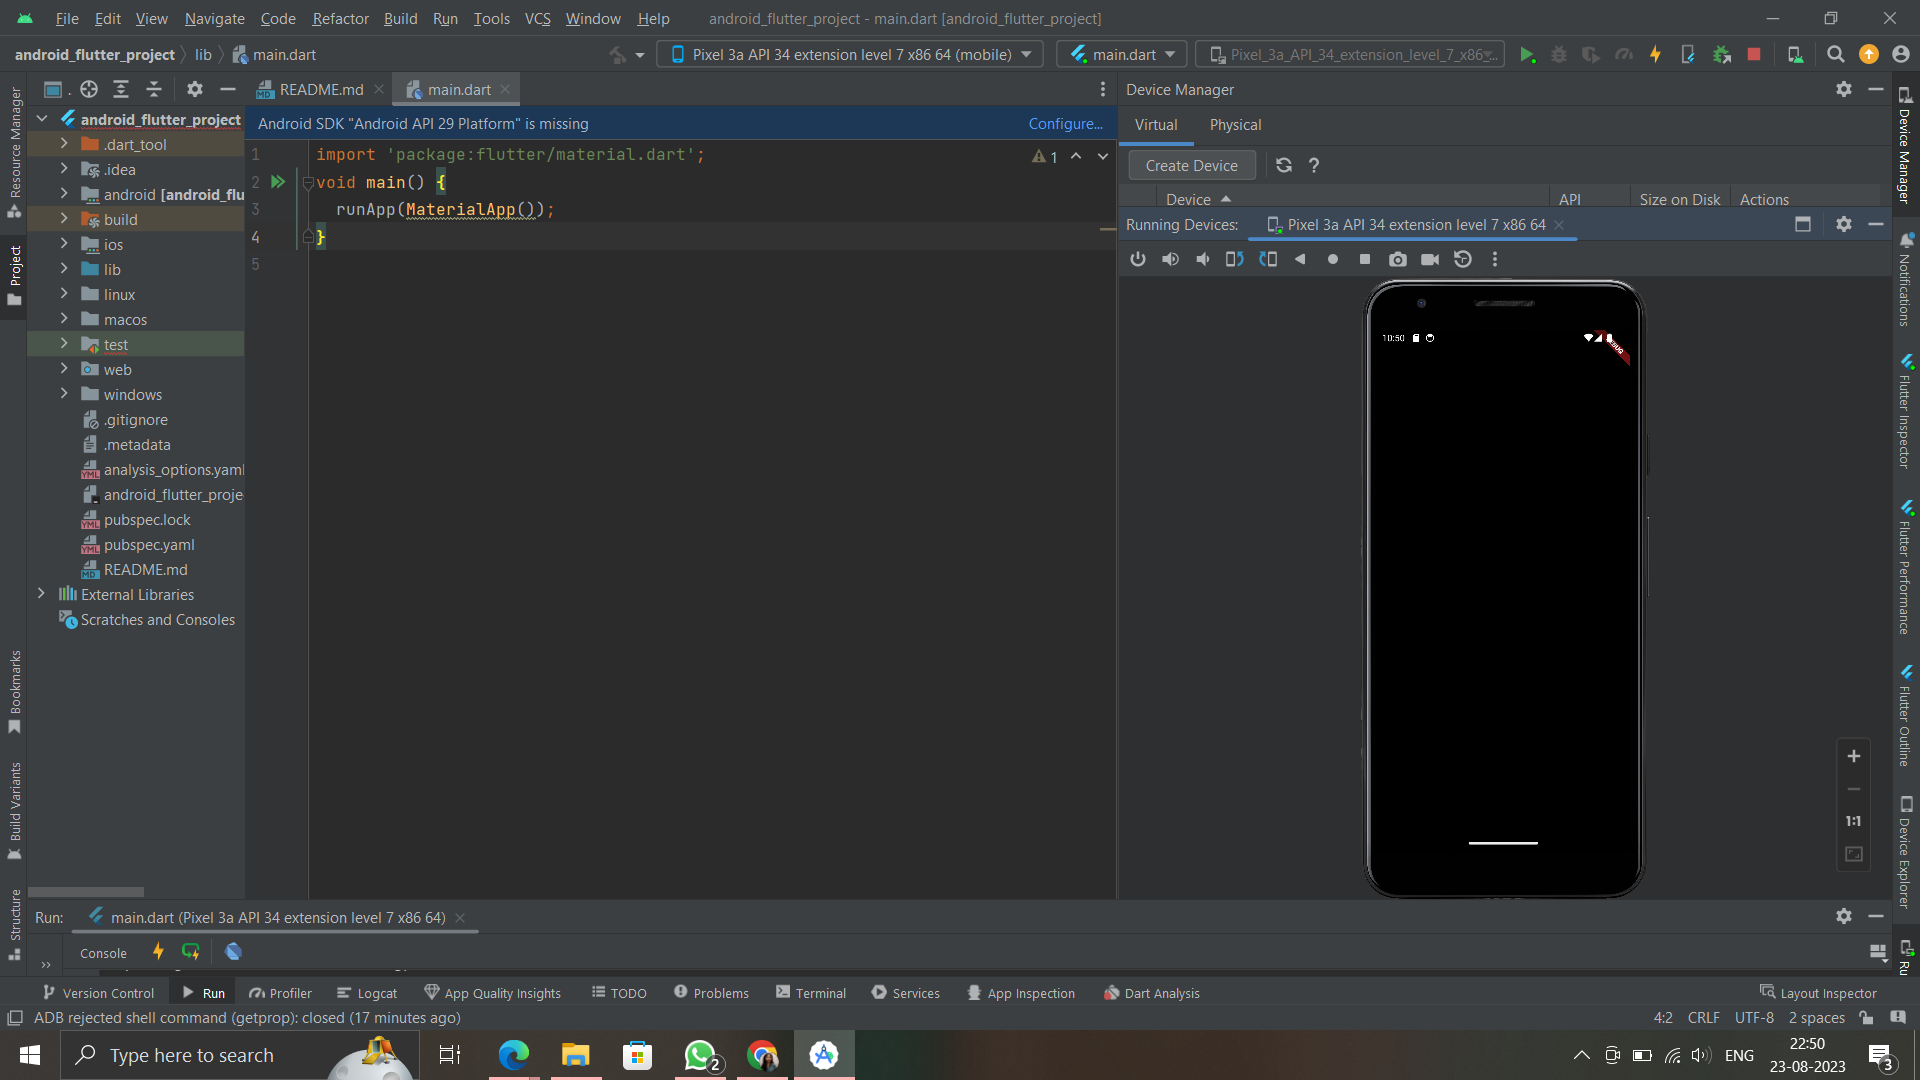 File Edit View Navigate Code Refactor Build Run Tools VCS Window Help android_flutter_project - main.dart [android_flutter_project]
android_flutter_project lib main.dart Pixel 3a API 34 extension level 7 x86 64 (mobile) main.dart Pixel_3a_API_34_extension_level_7_x86-...
README.md main.dart Device Manager
Android SDK "Android API 29 Platform" is missing Configure...
Virtual Physical
Create Device
Device API Size on Disk Actions
Running Devices: Pixel 3a API 34 extension level 7 x86 64
android_flutter_project
.dart_tool
.idea
android [android_flu
build
ios
lib
linux
macos
test
web
windows
.gitignore
.metadata
analysis_options.yaml
android_flutter_proje
pubspec.lock
pubspec.yaml
README.md
External Libraries
Scratches and Consoles
1 import 'package:flutter/material.dart';
2 void main() {
3 runApp(MaterialApp());
4 }
5
1
10:50
1:1
Resource Manager
Project
Bookmarks
Build Variants
Structure
Device Manager
Notifications
Flutter Inspector
Flutter Performance
Flutter Outline
Device Explorer
Ru
Run: main.dart (Pixel 3a API 34 extension level 7 x86 64)
Console
Version Control Run Profiler Logcat App Quality Insights TODO Problems Terminal Services App Inspection Dart Analysis Layout Inspector
ADB rejected shell command (getprop): closed (17 minutes ago) 4:2 CRLF UTF-8 2 spaces
Type here to search 2 ENG 22:50
23-08-2023 3